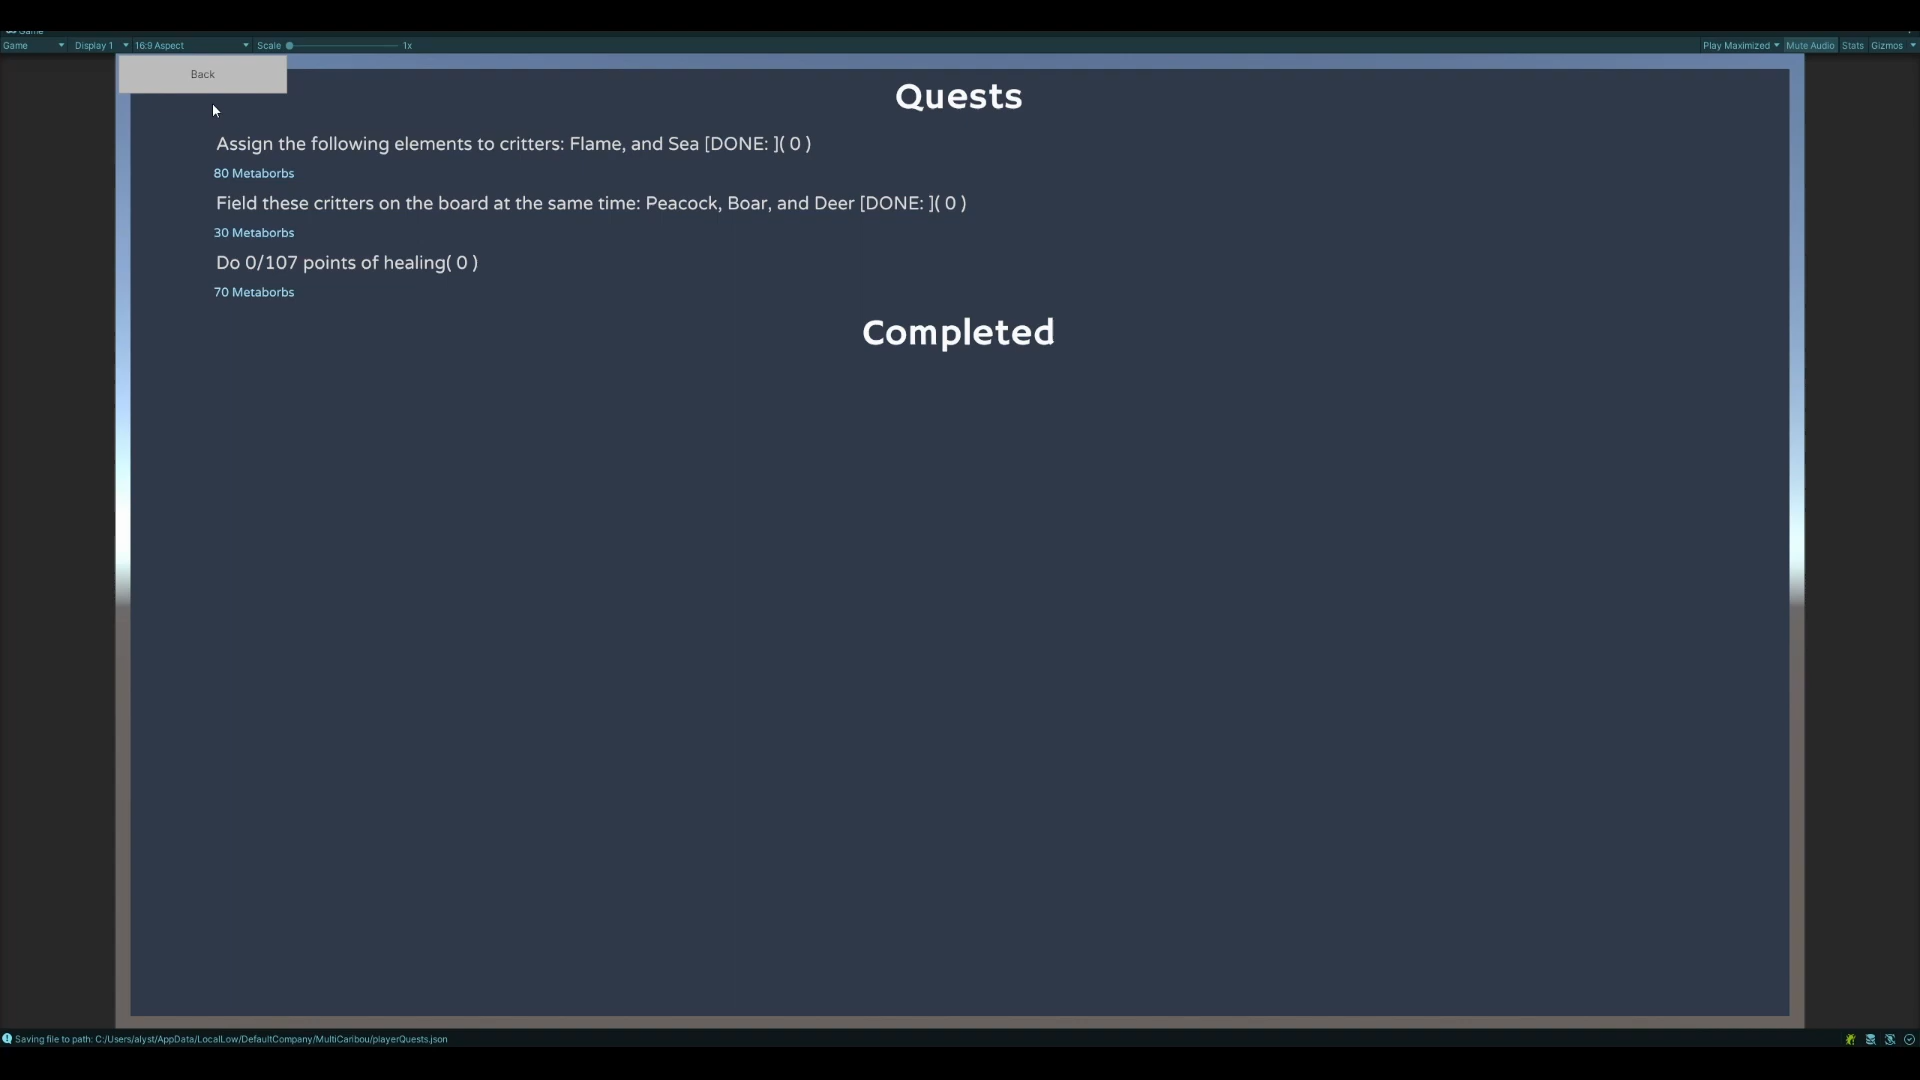 Game
Game Display 1 16:9 Aspect Scale 1x Play Maximized Mute Audio Stats Gizmos
Back
Quests
Assign the following elements to critters: Flame, and Sea [DONE: ]( 0 )
80 Metaborbs
Field these critters on the board at the same time: Peacock, Boar, and Deer [DONE: ]( 0 )
30 Metaborbs
Do 0/107 points of healing( 0 )
70 Metaborbs
Completed
Saving file to path: C:/Users/alyst/AppData/LocalLow/DefaultCompany/MultiCaribou/playerQuests.json